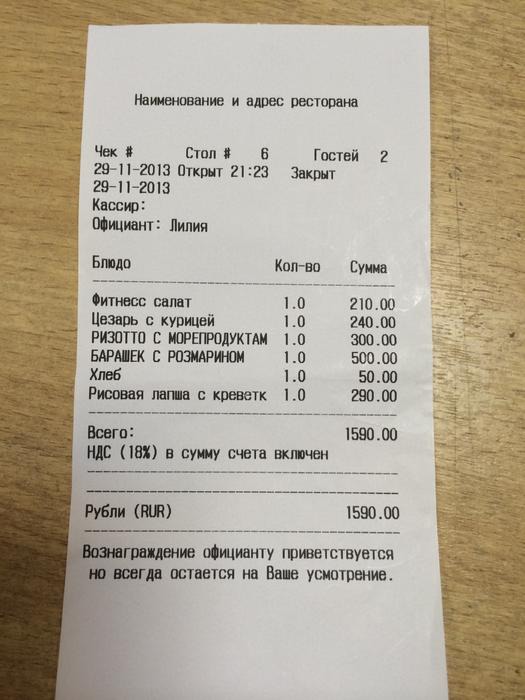 Наименование и адрес ресторана
Чек # Стол # 6 Гостей 2
29-11-2013 Открыт 21:23 Закрыт
29-11-2013
Кассир:
Официант: Лилия
Блюдо Кол-во Сумма
Фитнесс салат 1.0 210.00
Цезарь с курицей 1.0 240.00
РИЗОТТО С МОРЕПРОДУКТАМ 1.0 300.00
БАРАШЕК С РОЗМАРИНОМ 1.0 500.00
Хлеб 1.0 50.00
Рисовая лапша с креветк 1.0 290.00
Всего: 1590.00
НДС (18%) в сумму счета включен
Рубли (RUR) 1590.00
Вознаграждение официанту приветствуется
но всегда остается на Ваше усмотрение.